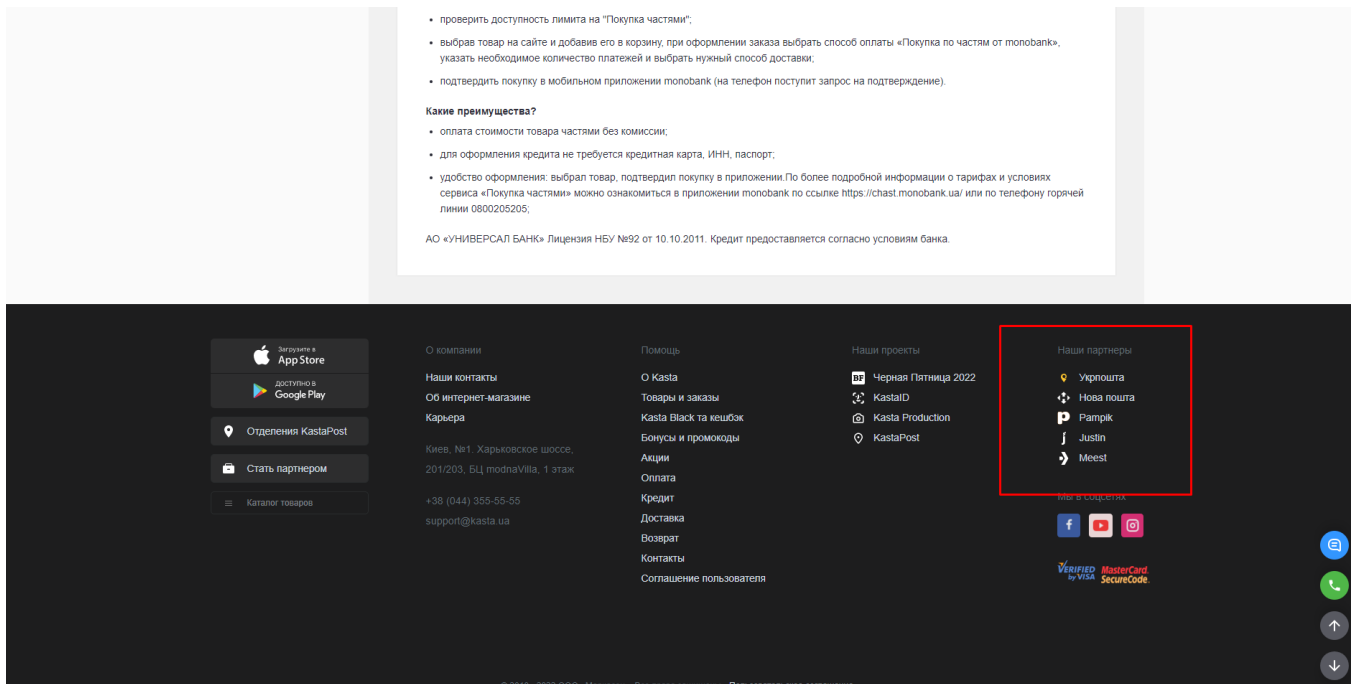 проверить доступность лимита на "Покупка частями";
выбрав товар на сайте и добавив его в корзину, при оформлении заказа выбрать способ оплаты «Покупка по частям от monobank»,
указать необходимое количество платежей и выбрать нужный способ доставки;
подтвердить покупку в мобильном приложении monobank (на телефон поступит запрос на подтверждение).
Какие преимущества?
оплата стоимости товара частями без комиссии;
для оформления кредита не требуется кредитная карта, ИНН, паспорт;
удобство оформления: выбрал товар, подтвердил покупку в приложении.По более подробной информации о тарифах и условиях
сервиса «Покупка частями» можно ознакомиться в приложении monobank по ссылке https://chast.monobank.ua/ или по телефону горячей
линии 0800205205;
АО «УНИВЕРСАЛ БАНК» Лицензия НБУ №92 от 10.10.2011. Кредит предоставляется согласно условиям банка.
Загрузите в
App Store
ДОСТУПНО В
Google Play
Отделения KastaPost
Стать партнером
Каталог товаров
О компании
Наши контакты
Об интернет-магазине
Карьера
Киев, №1. Харьковское шоссе,
201/203, БЦ modnaVilla, 1 этаж
+38 (044) 355-55-55
support@kasta.ua
Помощь
О Kasta
Товары и заказы
Kasta Black та кешбэк
Бонусы и промокоды
Акции
Оплата
Кредит
Доставка
Возврат
Контакты
Соглашение пользователя
Наши проекты
BF Черная Пятница 2022
KastaID
Kasta Production
KastaPost
Наши партнеры
Укрпошта
Нова пошта
Pampik
Justin
Meest
Мы в соцсетях
VERIFIED
by VISA
MasterCard.
SecureCode.